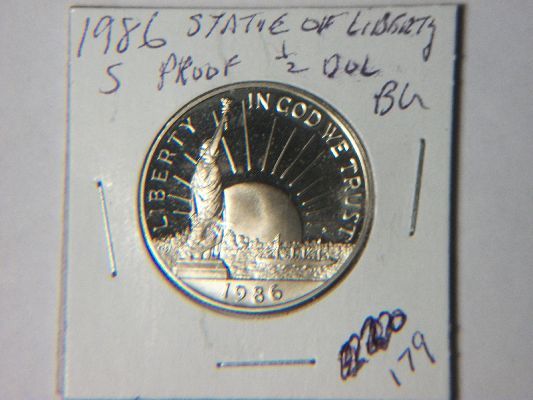 1986 STATUE OF LIBERTY
S PROOF 1/2 DOL
BU
LIBERTY
IN GOD WE TRUST
1986
179